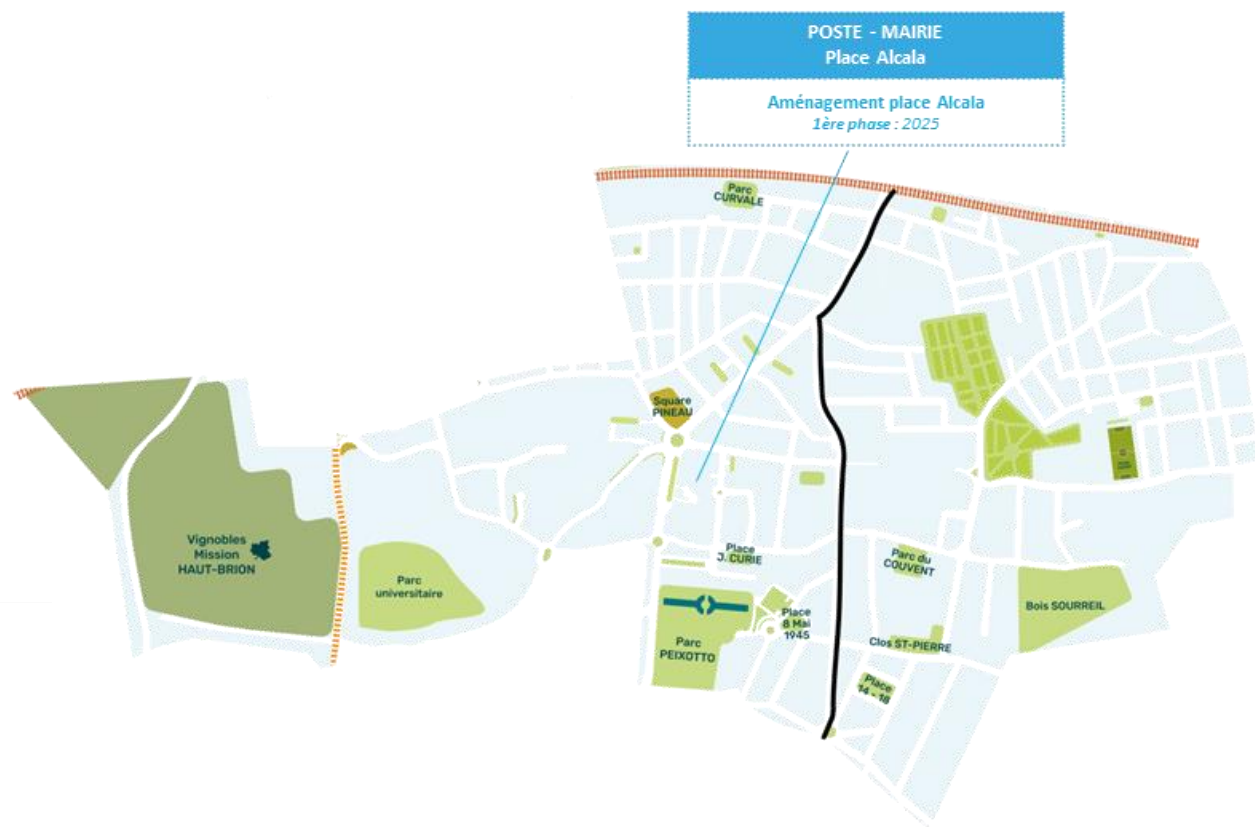 POSTE - MAIRIE
Place Alcala
Aménagement place Alcala
1ère phase : 2025
Parc
CURVALE
Square
PINEAU
Vignobles
Mission
HAUT-BRION
Parc
universitaire
Place
J. CURIE
Parc du
COUVENT
Bois SOURREIL
Place
8 Mai
1945
Parc
PEIXOTTO
Clos ST-PIERRE
Place
14 - 18